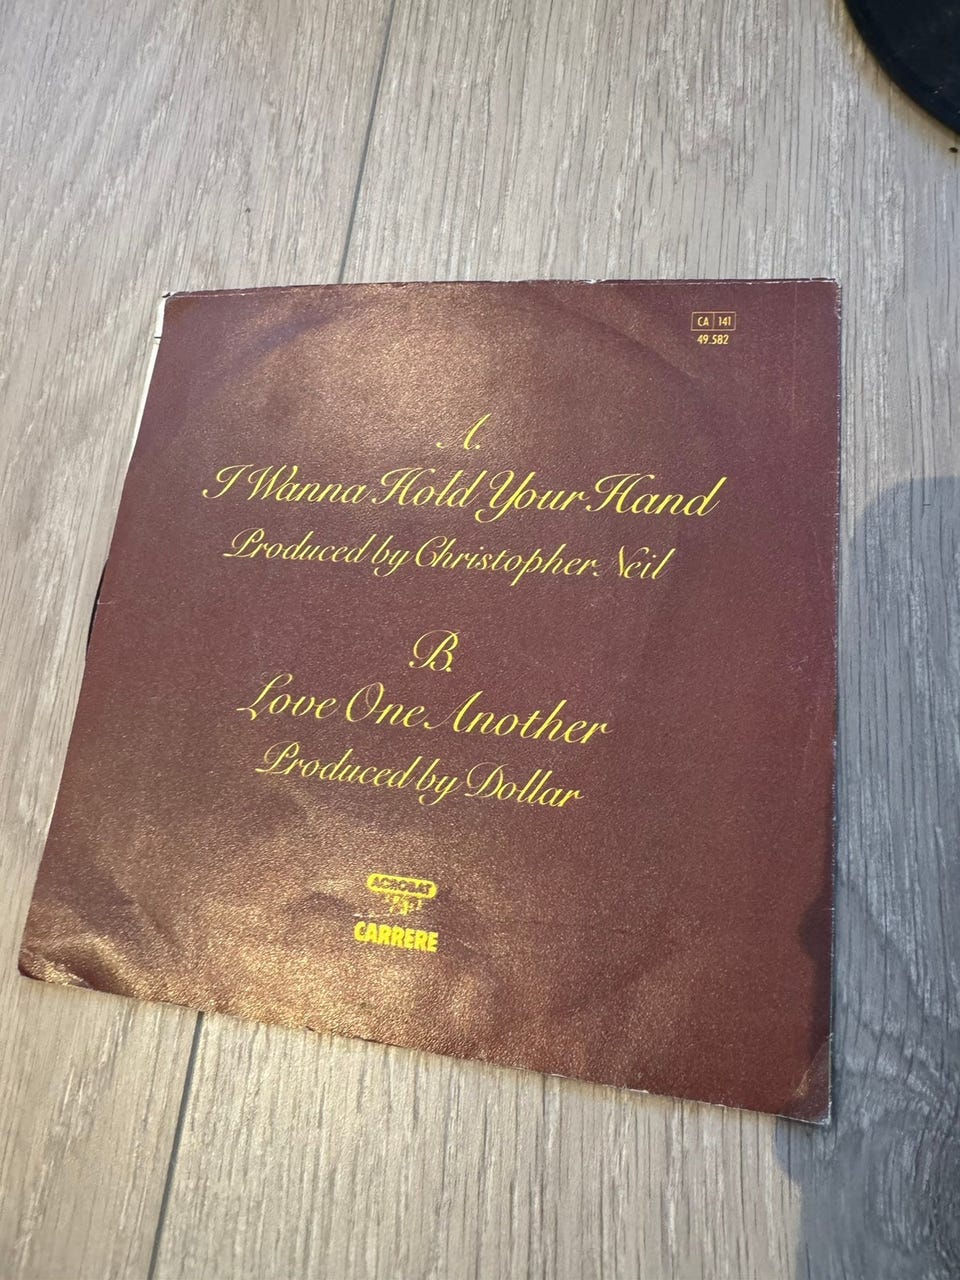 CA 141
49.582
A.
I Wanna Hold Your Hand
Produced by Christopher Neil
B.
Love One Another
Produced by Dollar
ACROBAT
CARRERE